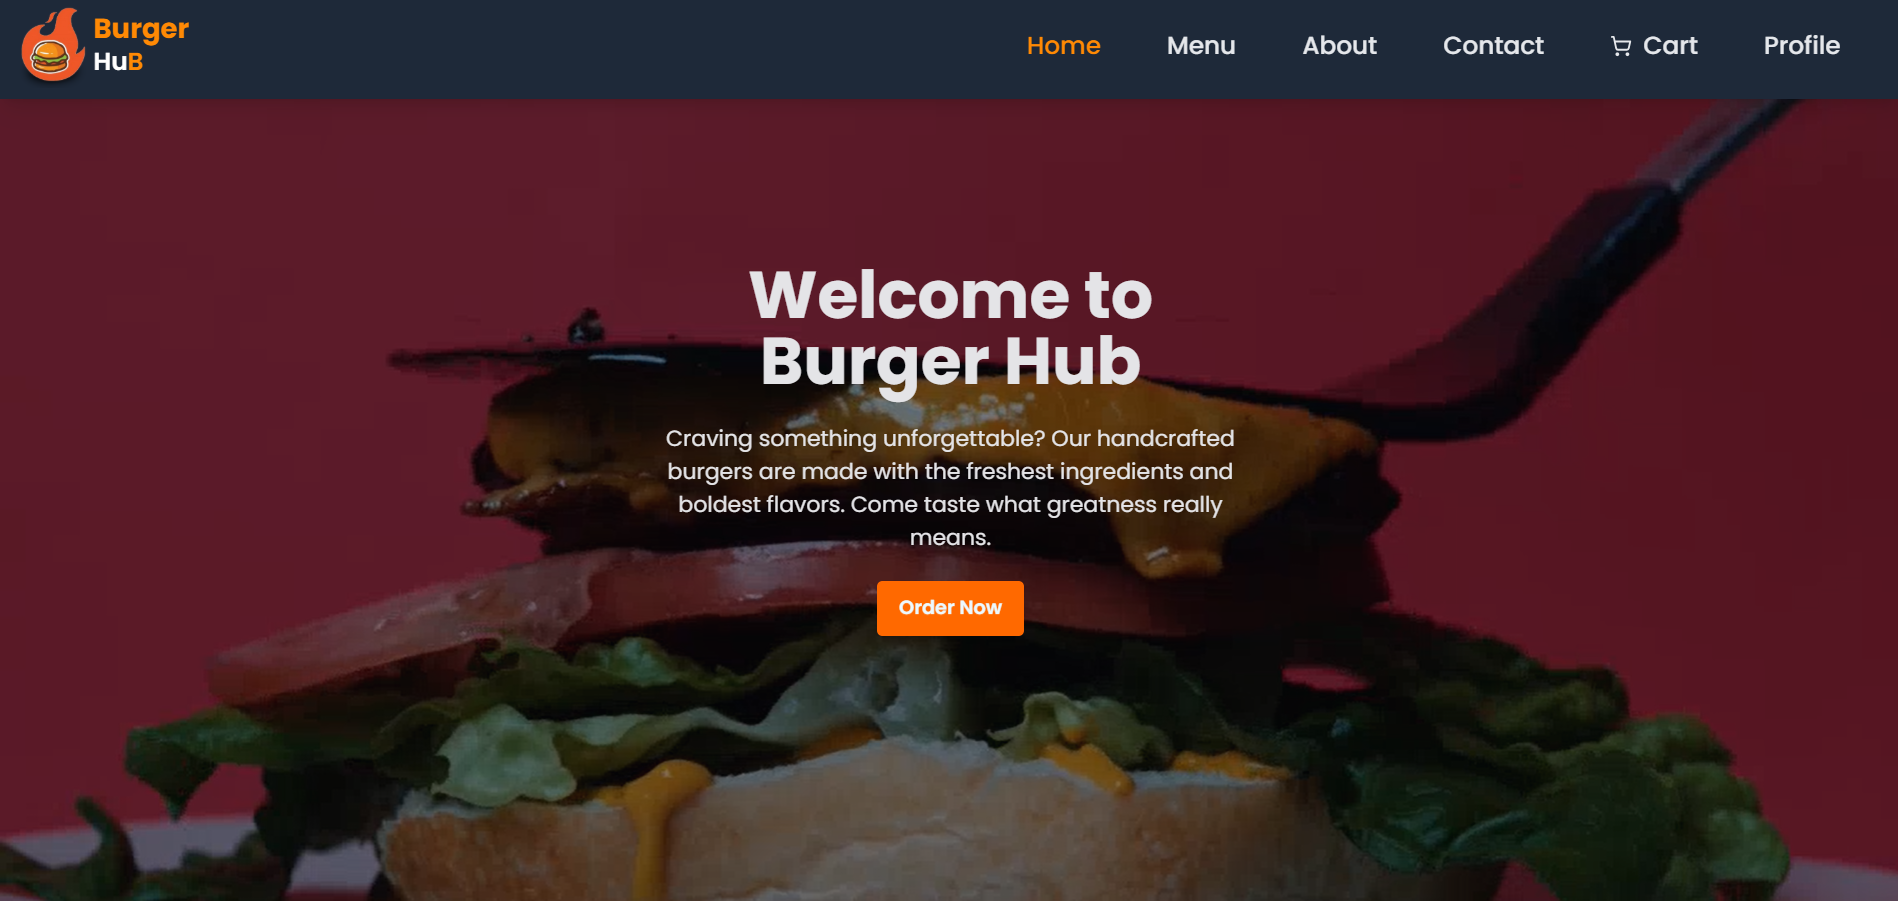 Burger
HuB
Home
Menu
About
Contact
Cart
Profile
Welcome to
Burger Hub
Craving something unforgettable? Our handcrafted
burgers are made with the freshest ingredients and
boldest flavors. Come taste what greatness really
means.
Order Now